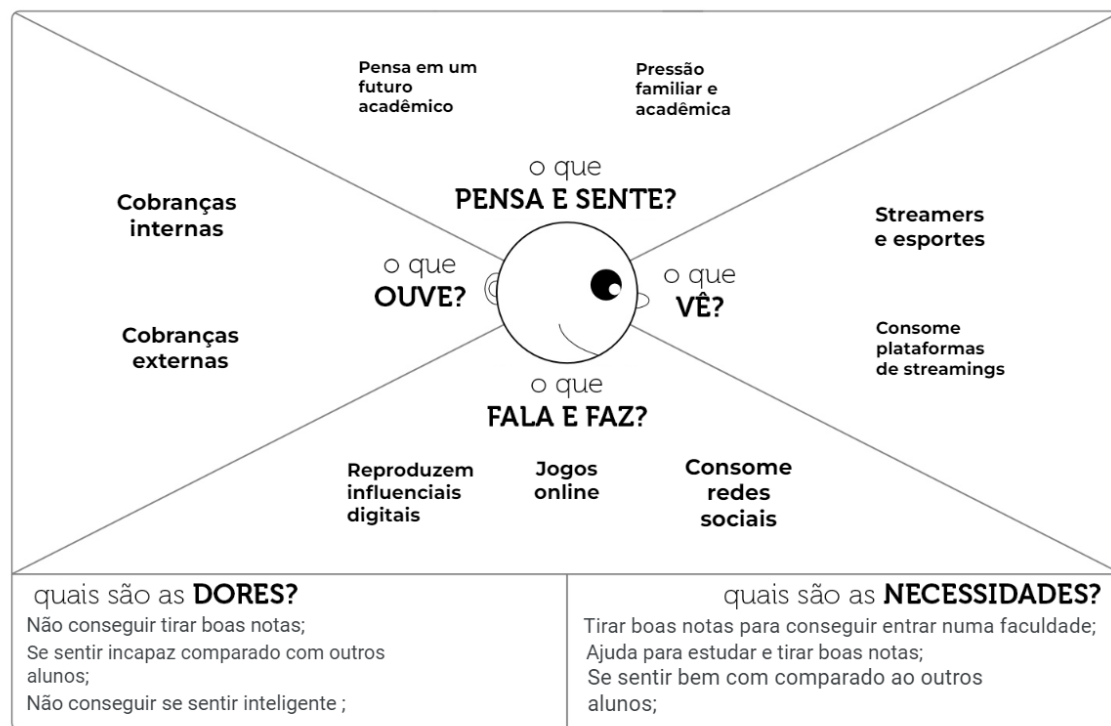 Pensa em um
futuro
acadêmico
Pressão
familiar e
acadêmica
o que
PENSA E SENTE?
Cobranças
internas
Cobranças
externas
o que
OUVE?
o que
VÊ?
Streamers
e esportes
Consome
plataformas
de streamings
o que
FALA E FAZ?
Reproduzem
influenciais
digitais
Jogos
online
Consome
redes
sociais
quais são as DORES?
Não conseguir tirar boas notas;
Se sentir incapaz comparado com outros
alunos;
Não conseguir se sentir inteligente ;
quais são as NECESSIDADES?
Tirar boas notas para conseguir entrar numa faculdade;
Ajuda para estudar e tirar boas notas;
Se sentir bem com comparado ao outros
alunos;